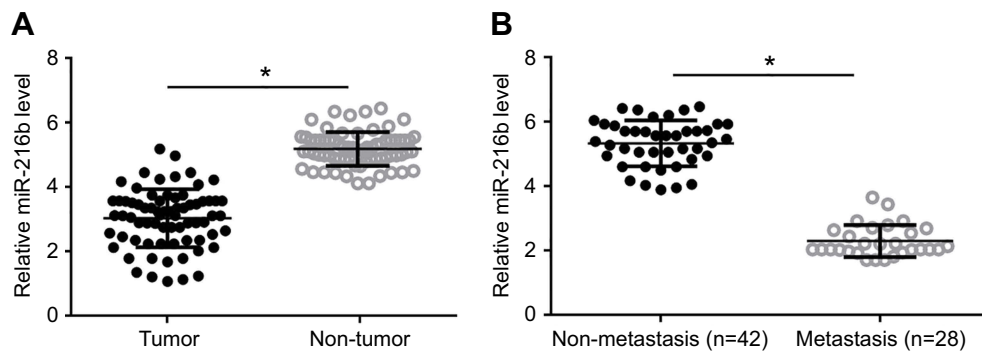 A
Relative miR-216b level
8
6
4
2
0
*
Tumor
Non-tumor
B
Relative miR-216b level
8
6
4
2
0
*
Non-metastasis (n=42)
Metastasis (n=28)